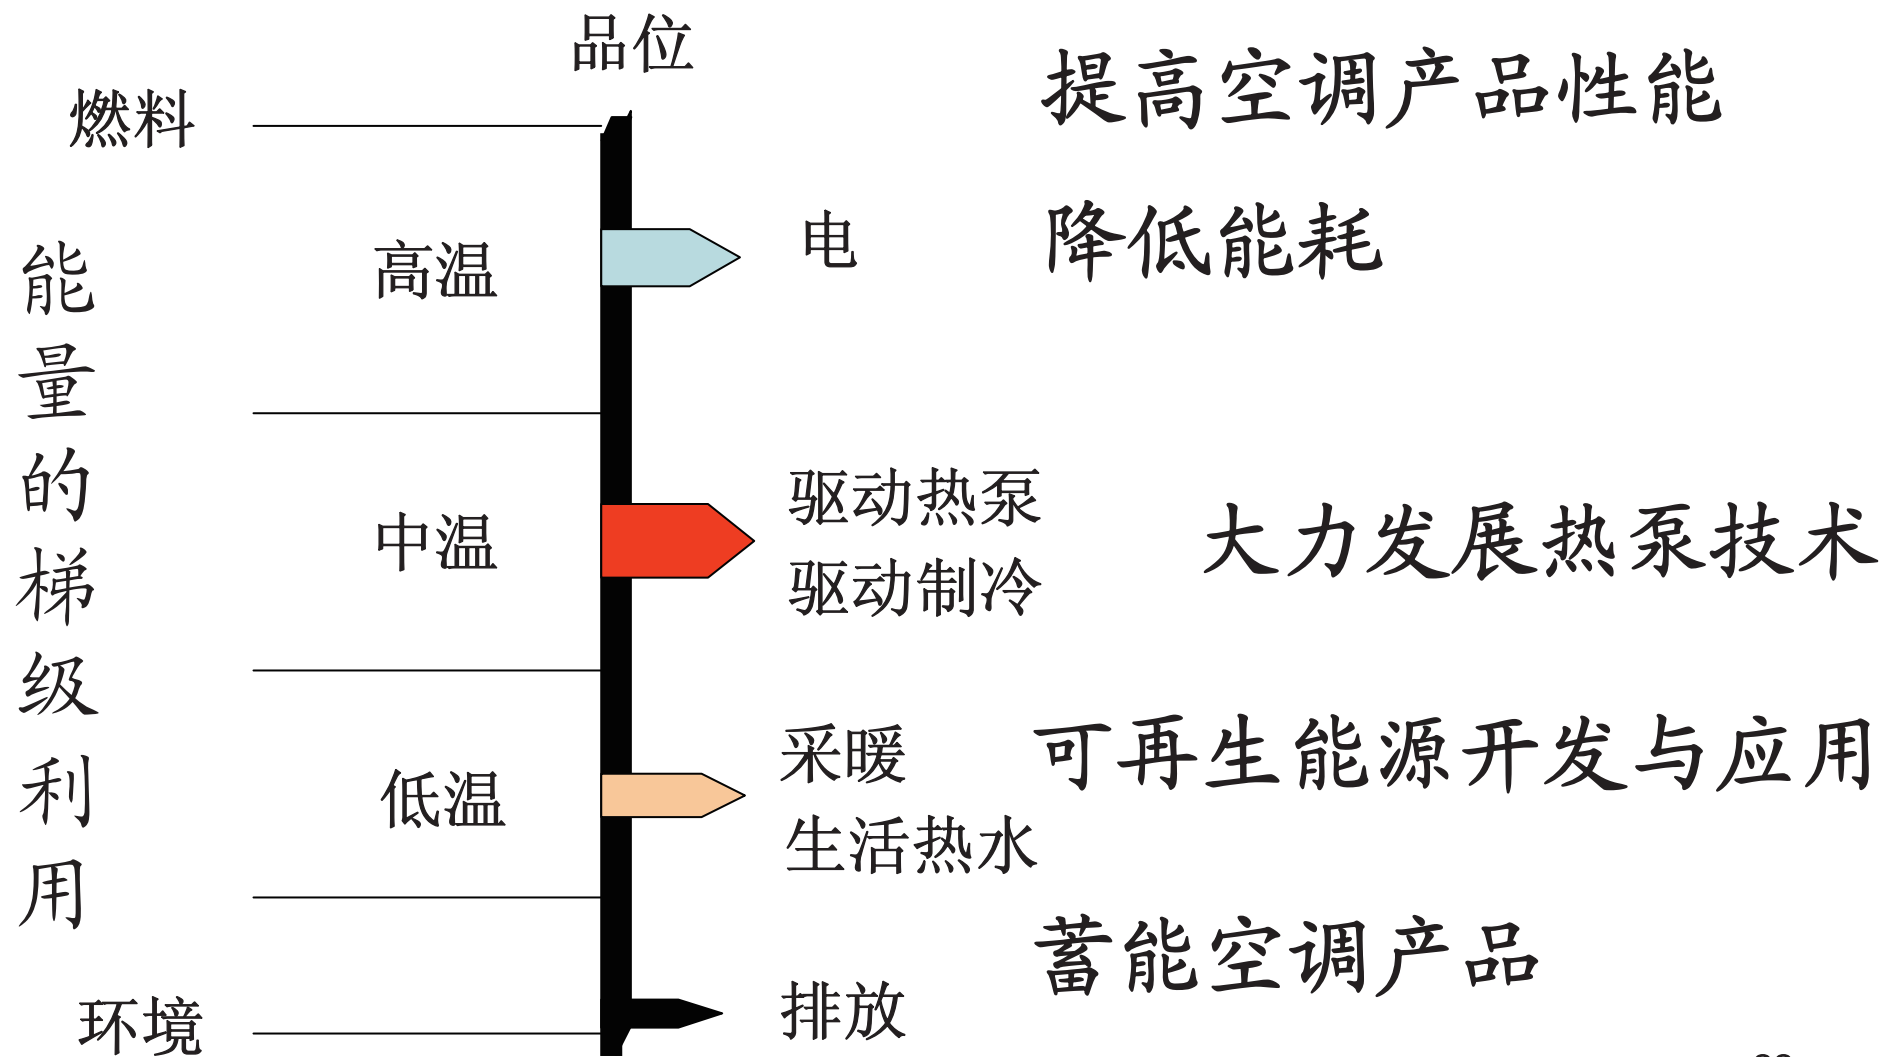 品位
提高空调产品性能
燃料
电
降低能耗
高温
能量的梯级利用
驱动热泵
中温
大力发展热泵技术
驱动制冷
采暖
可再生能源开发与应用
低温
生活热水
蓄能空调产品
排放
环境